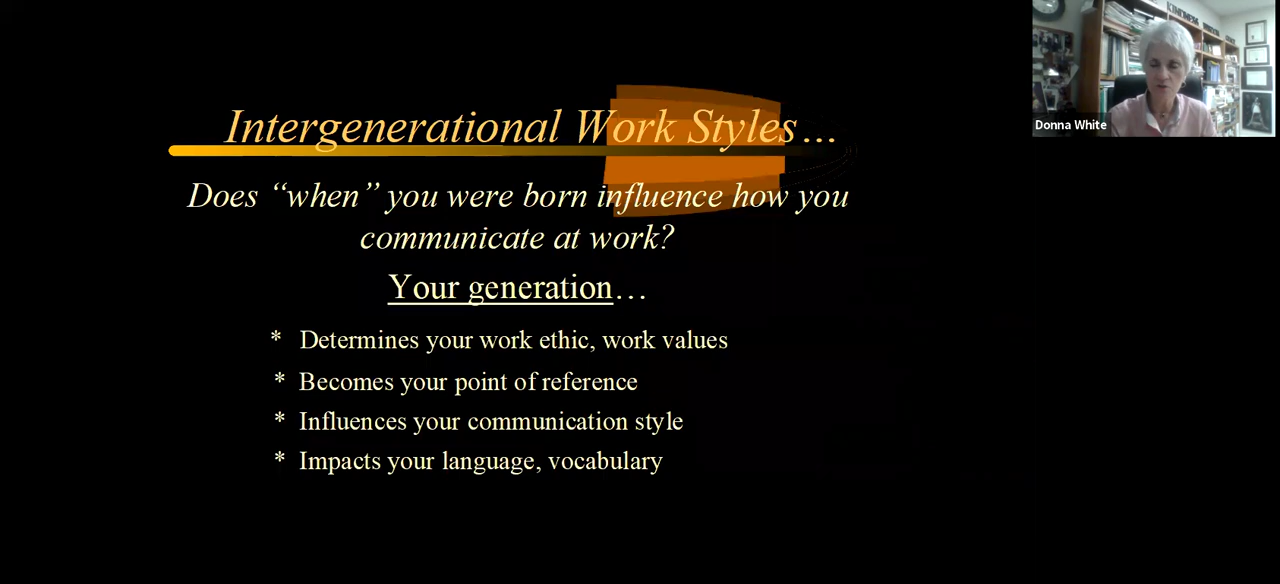 Intergenerational Work Styles…
Does “when” you were born influence how you
communicate at work?
Your generation…
* Determines your work ethic, work values
* Becomes your point of reference
* Influences your communication style
* Impacts your language, vocabulary
KINDNESS
Donna White